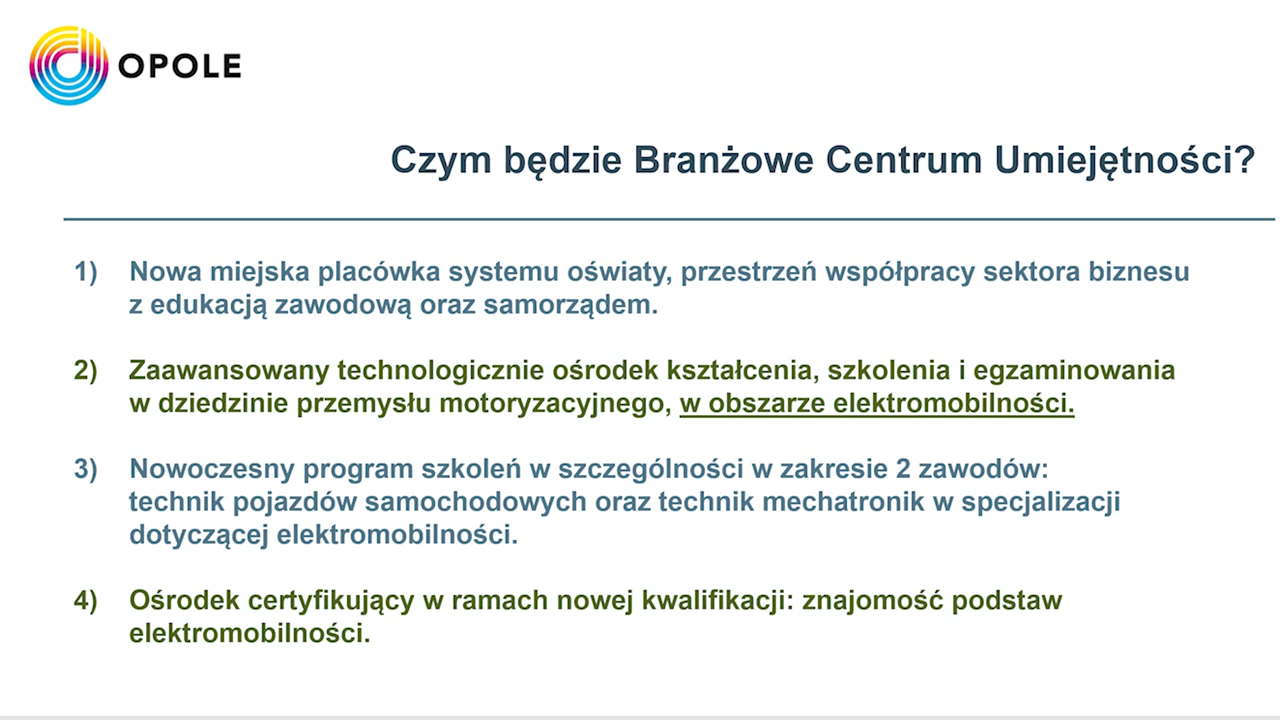 OPOLE
Czym będzie Branżowe Centrum Umiejętności?
1) Nowa miejska placówka systemu oświaty, przestrzeń współpracy sektora biznesu
z edukacją zawodową oraz samorządem.
2) Zaawansowany technologicznie ośrodek kształcenia, szkolenia i egzaminowania
w dziedzinie przemysłu motoryzacyjnego, w obszarze elektromobilności.
3) Nowoczesny program szkoleń w szczególności w zakresie 2 zawodów:
technik pojazdów samochodowych oraz technik mechatronik w specjalizacji
dotyczącej elektromobilności.
4) Ośrodek certyfikujący w ramach nowej kwalifikacji: znajomość podstaw
elektromobilności.